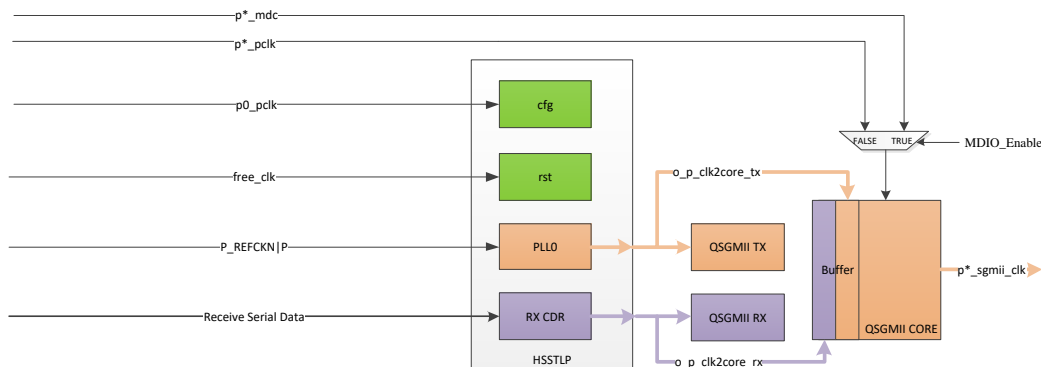 p*_mdc
p*_pclk
p0_pclk
cfg
FALSE TRUE
MDIO_Enable
free_clk
rst
o_p_clk2core_tx
P_REFCKN|P
PLL0
QSGMII TX
Buffer
p*_sgmii_clk
Receive Serial Data
RX CDR
QSGMII RX
QSGMII CORE
HSSTLP
o_p_clk2core_rx